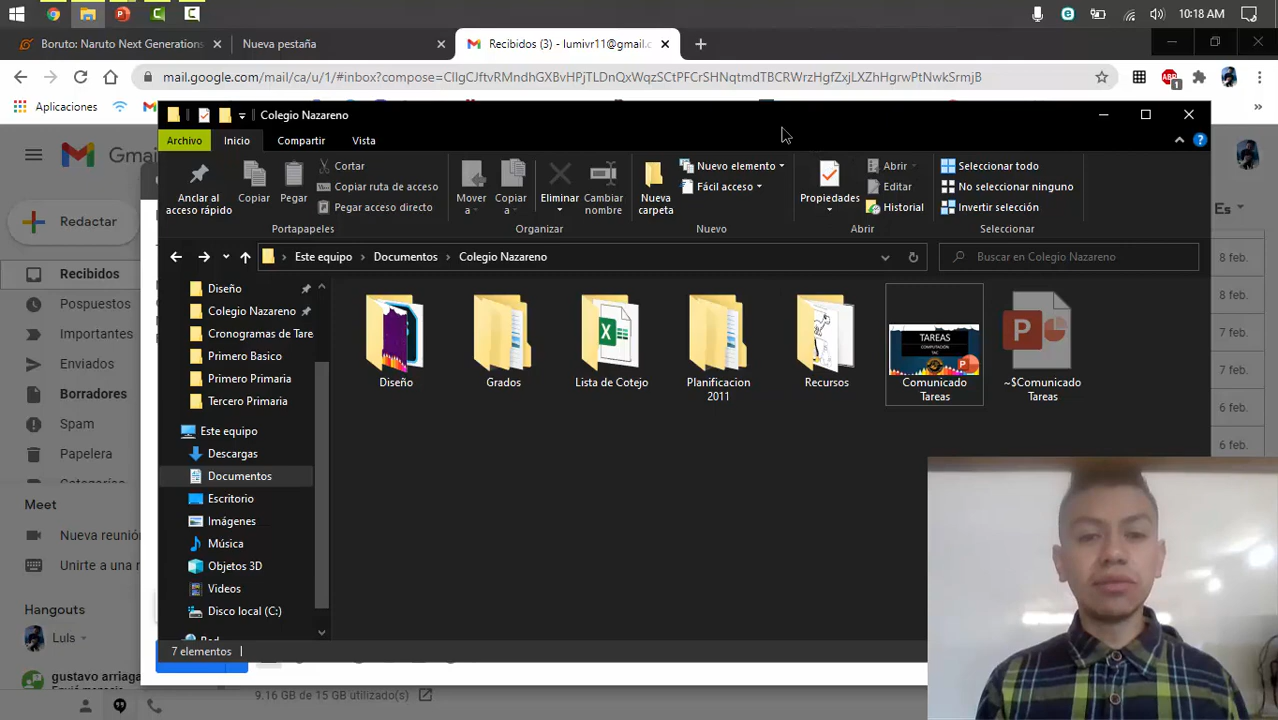 10:18 AM
Boruto: Naruto Next Generations
Nueva pestaña
Recibidos (3) - lumivr11@gmail.c
mail.google.com/mail/ca/u/1/#inbox?compose=CllgCJftvRMndhGXBvHPjTLDnQxWqzSCtPFCrSHNqtmdTBCRWrzHgfZxjLXZhHgrwPtNwkSrmjB
Aplicaciones
Colegio Nazareno
Archivo
Inicio
Compartir
Vista
Anclar al
acceso rápido
Copiar
Pegar
Cortar
Copiar ruta de acceso
Pegar acceso directo
Portapapeles
Mover
a
Copiar
a
Eliminar
Cambiar
nombre
Organizar
Nueva
carpeta
Nuevo elemento
Fácil acceso
Nuevo
Propiedades
Abrir
Editar
Historial
Abrir
Seleccionar todo
No seleccionar ninguno
Invertir selección
Seleccionar
Este equipo
Documentos
Colegio Nazareno
Buscar en Colegio Nazareno
Diseño
Colegio Nazareno
Cronogramas de Tare
Primero Basico
Primero Primaria
Tercero Primaria
Este equipo
Descargas
Documentos
Escritorio
Imágenes
Música
Objetos 3D
Videos
Disco local (C:)
Red
Diseño
Grados
Lista de Cotejo
Planificacion
2011
Recursos
TAREAS
COMPUTACIÓN
TAC
Comunicado
Tareas
~$Comunicado
Tareas
7 elementos
Gmai
Redactar
Recibidos
Pospuestos
Importantes
Enviados
Borradores
Spam
Papelera
Meet
Nueva reunión
Unirte a una r
Hangouts
Luis
gustavo arriaga
9.16 GB de 15 GB utilizado(s)
Es
8 feb.
8 feb.
7 feb.
7 feb.
6 feb.
6 feb.
6 feb.